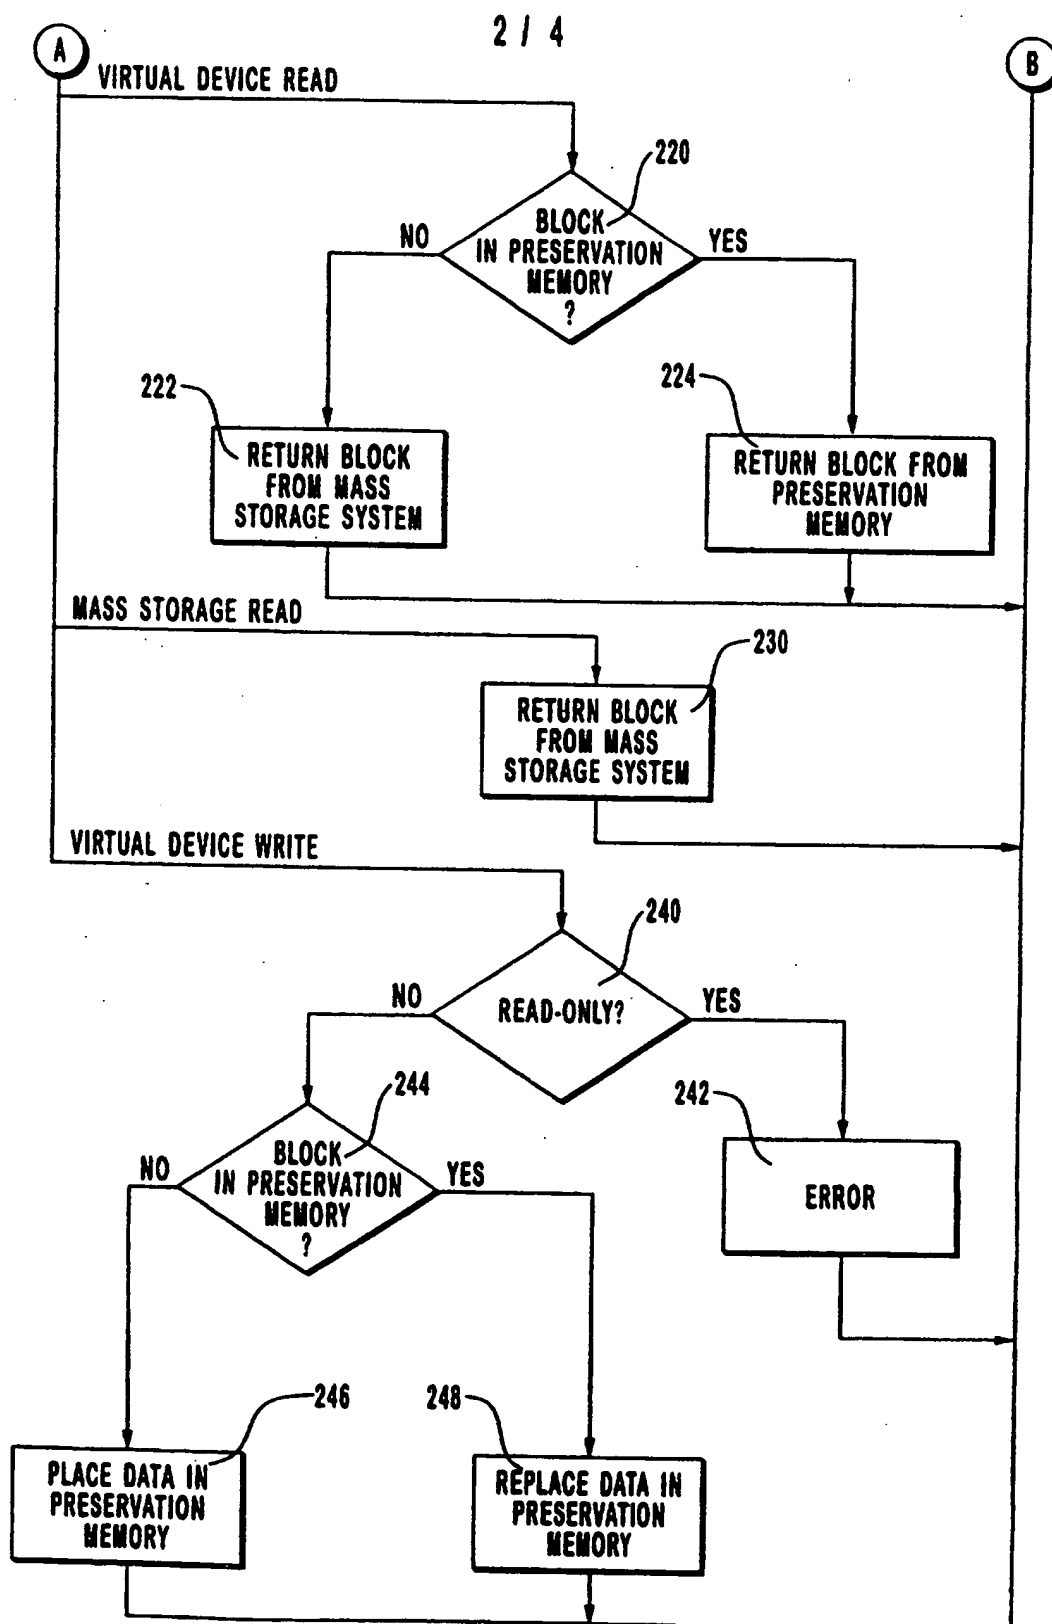 2 / 4
A
B
VIRTUAL DEVICE READ
220
BLOCK
IN PRESERVATION
MEMORY
?
NO
YES
222
RETURN BLOCK
FROM MASS
STORAGE SYSTEM
224
RETURN BLOCK FROM
PRESERVATION
MEMORY
MASS STORAGE READ
230
RETURN BLOCK
FROM MASS
STORAGE SYSTEM
VIRTUAL DEVICE WRITE
240
READ-ONLY?
NO
YES
244
BLOCK
IN PRESERVATION
MEMORY
?
NO
YES
242
ERROR
246
PLACE DATA IN
PRESERVATION
MEMORY
248
REPLACE DATA IN
PRESERVATION
MEMORY